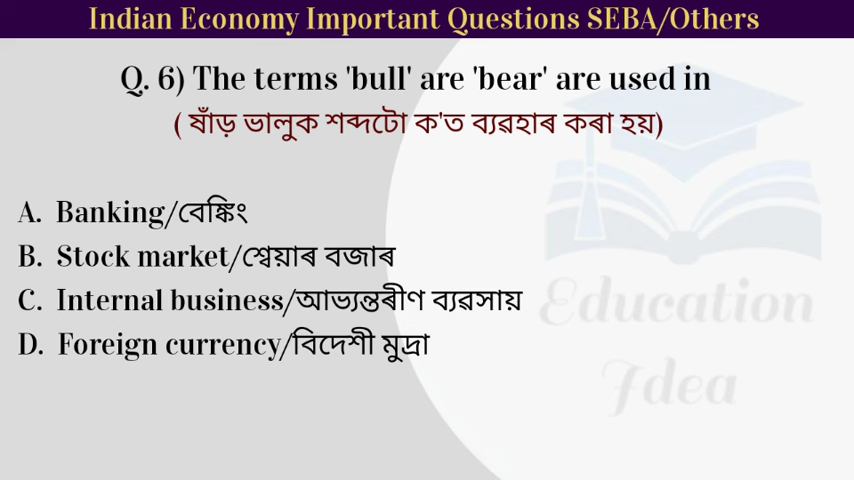 Indian Economy Important Questions SEBA/Others
Q. 6) The terms 'bull' are 'bear' are used in
( ষাঁড় ভালুক শব্দটো ক'ত ব্যৱহাৰ কৰা হয়)
A. Banking/বেঙ্কিং
B. Stock market/শ্বেয়াৰ বজাৰ
C. Internal business/আভ্যন্তৰীণ ব্যৱসায়
D. Foreign currency/বিদেশী মুদ্ৰা
Education
Idea